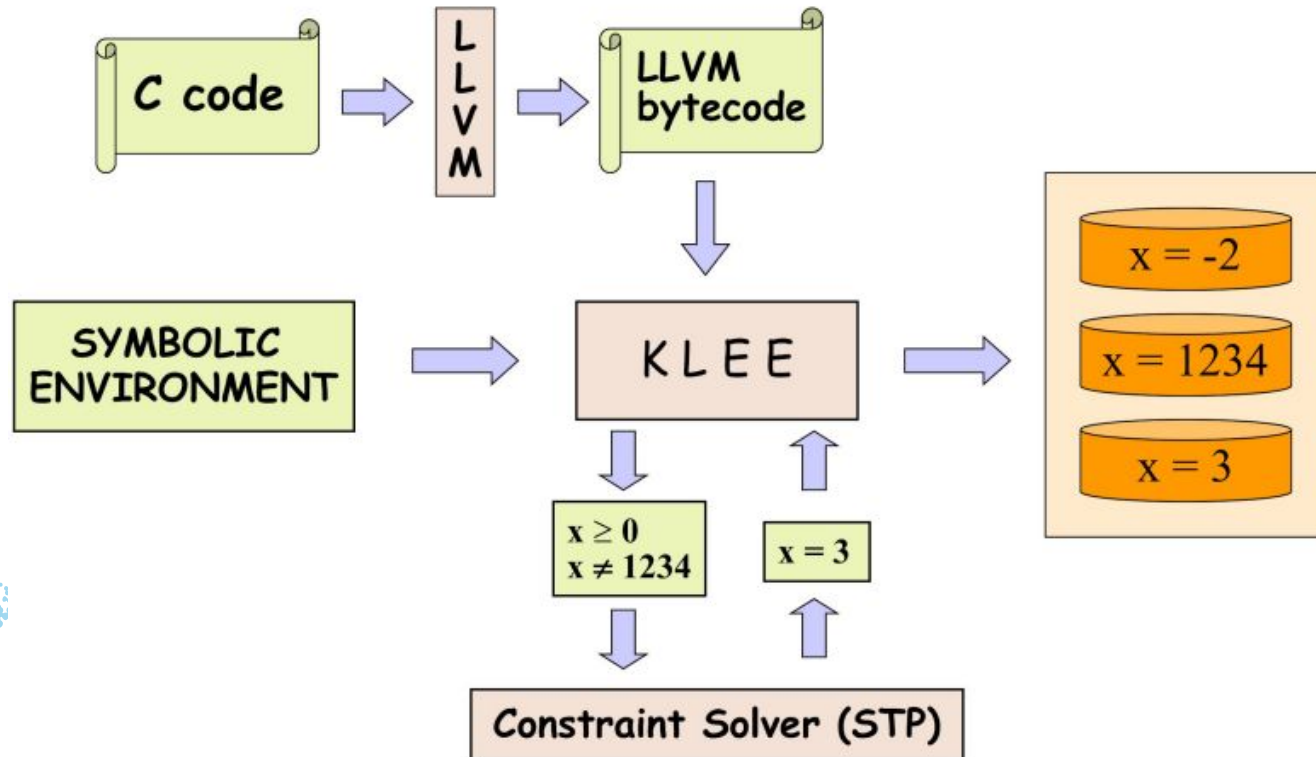 C code
L
L
V
M
LLVM
bytecode
SYMBOLIC
ENVIRONMENT
KLEE
x = -2
x = 1234
x = 3
x ≥ 0
x ≠ 1234
x = 3
Constraint Solver (STP)